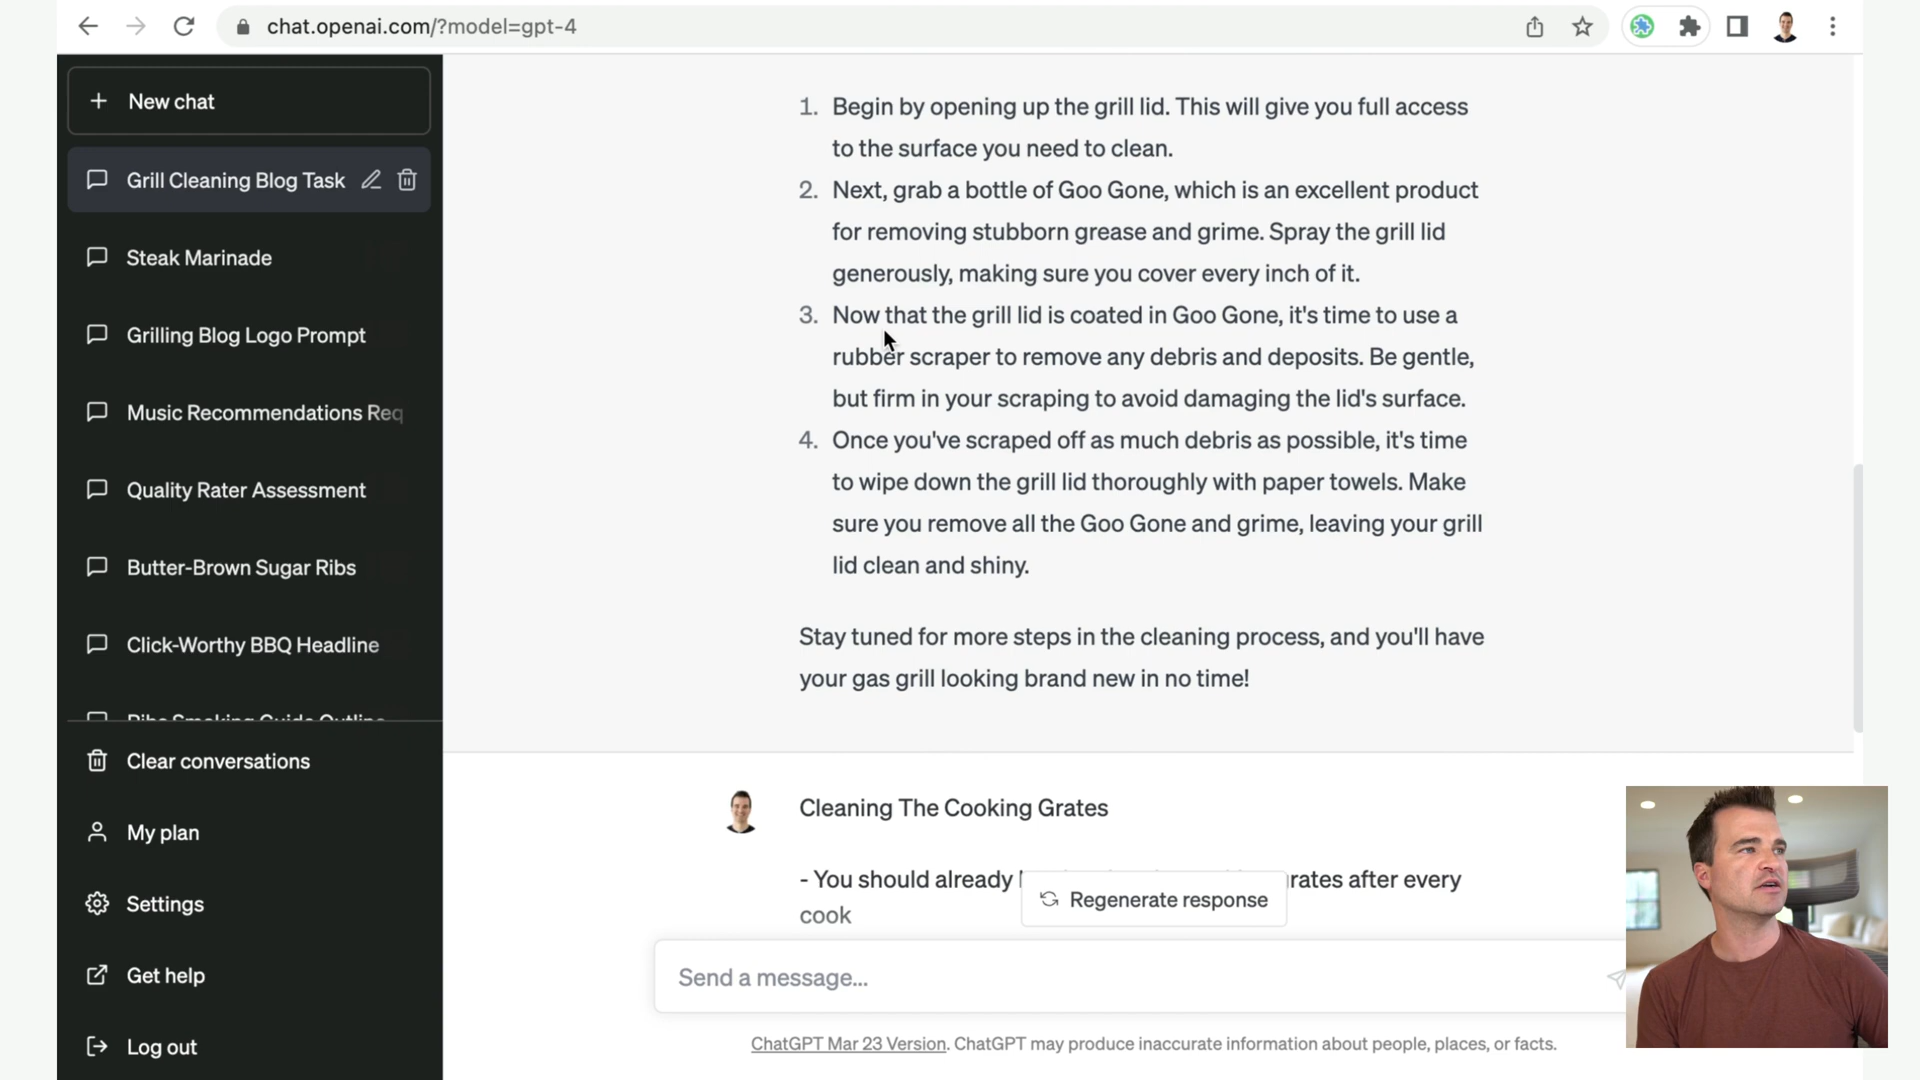 chat.openai.com/?model=gpt-4
New chat
Grill Cleaning Blog Task
Steak Marinade
Grilling Blog Logo Prompt
Music Recommendations Req
Quality Rater Assessment
Butter-Brown Sugar Ribs
Click-Worthy BBQ Headline
Ribs Smoking Guide Outline
Clear conversations
My plan
Settings
Get help
Log out
1. Begin by opening up the grill lid. This will give you full access
to the surface you need to clean.
2. Next, grab a bottle of Goo Gone, which is an excellent product
for removing stubborn grease and grime. Spray the grill lid
generously, making sure you cover every inch of it.
3. Now that the grill lid is coated in Goo Gone, it's time to use a
rubber scraper to remove any debris and deposits. Be gentle,
but firm in your scraping to avoid damaging the lid's surface.
4. Once you've scraped off as much debris as possible, it's time
to wipe down the grill lid thoroughly with paper towels. Make
sure you remove all the Goo Gone and grime, leaving your grill
lid clean and shiny.
Stay tuned for more steps in the cleaning process, and you'll have
your gas grill looking brand new in no time!
Cleaning The Cooking Grates
- You should already grates after every
cook
Regenerate response
Send a message...
ChatGPT Mar 23 Version. ChatGPT may produce inaccurate information about people, places, or facts.